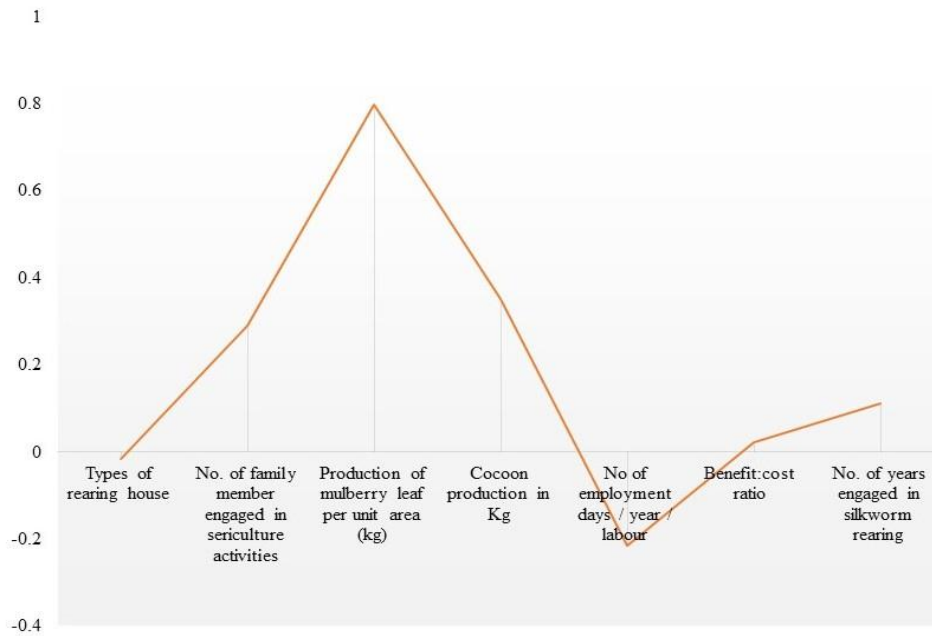 1
0.8
0.6
0.4
0.2
0
-0.2
-0.4
Types of
rearing house
No. of family
member
engaged in
sericulture
activities
Production of
mulberry leaf
per unit area
(kg)
Cocoon
production in
Kg
No of
employment
days / year /
labour
Benefit:cost
ratio
No. of years
engaged in
silkworm
rearing